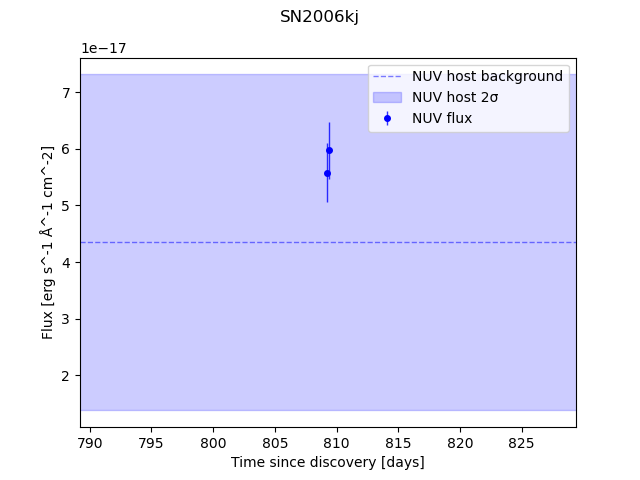 SN2006kj
1e−17
NUV host background
NUV host 2σ
NUV flux
7
6
5
4
3
2
Flux [erg s^-1 Å^-1 cm^-2]
790 795 800 805 810 815 820 825
Time since discovery [days]